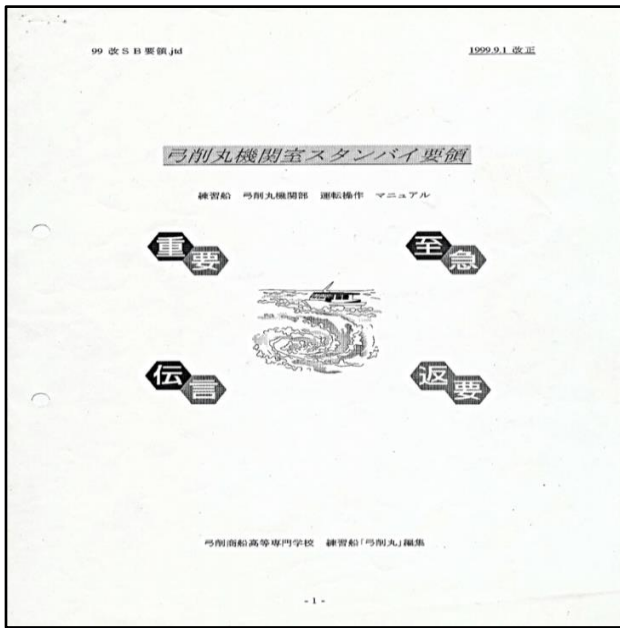 99 改SB要領.jtd
1999.9.1 改正
弓削丸機関室スタンバイ要領
練習船 弓削丸機関部 運転操作 マニュアル
重要
至急
伝言
返要
弓削商船高等専門学校 練習船「弓削丸」編集
- 1 -